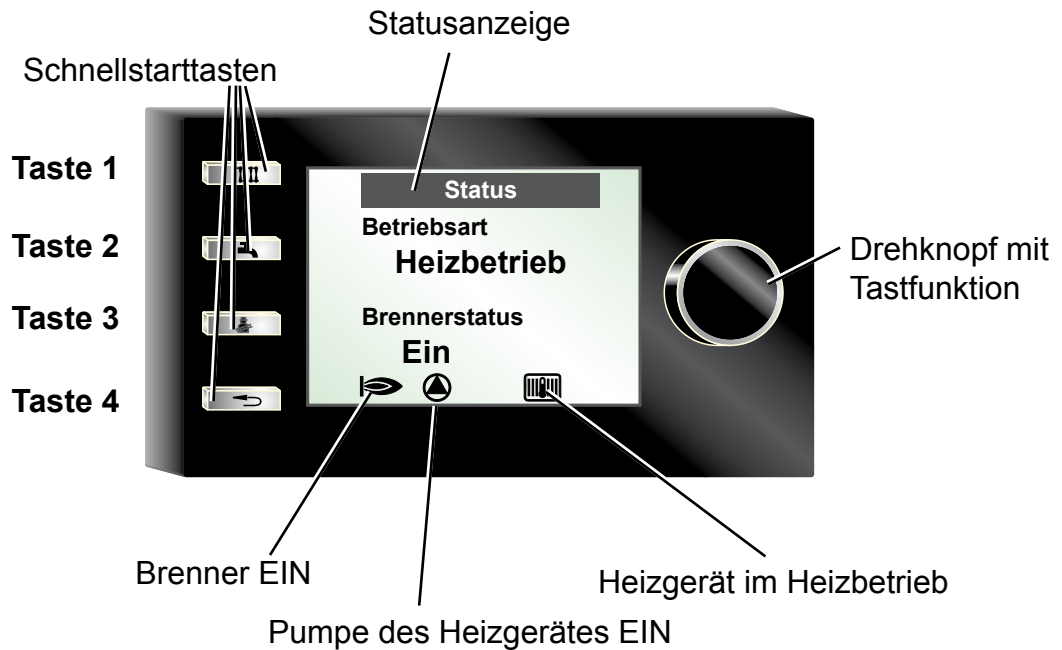 Statusanzeige
Schnellstarttasten
Taste 1
Taste 2
Taste 3
Taste 4
Status
Betriebsart
Heizbetrieb
Brennerstatus
Ein
Drehknopf mit
Tastfunktion
Brenner EIN
Heizgerät im Heizbetrieb
Pumpe des Heizgerätes EIN